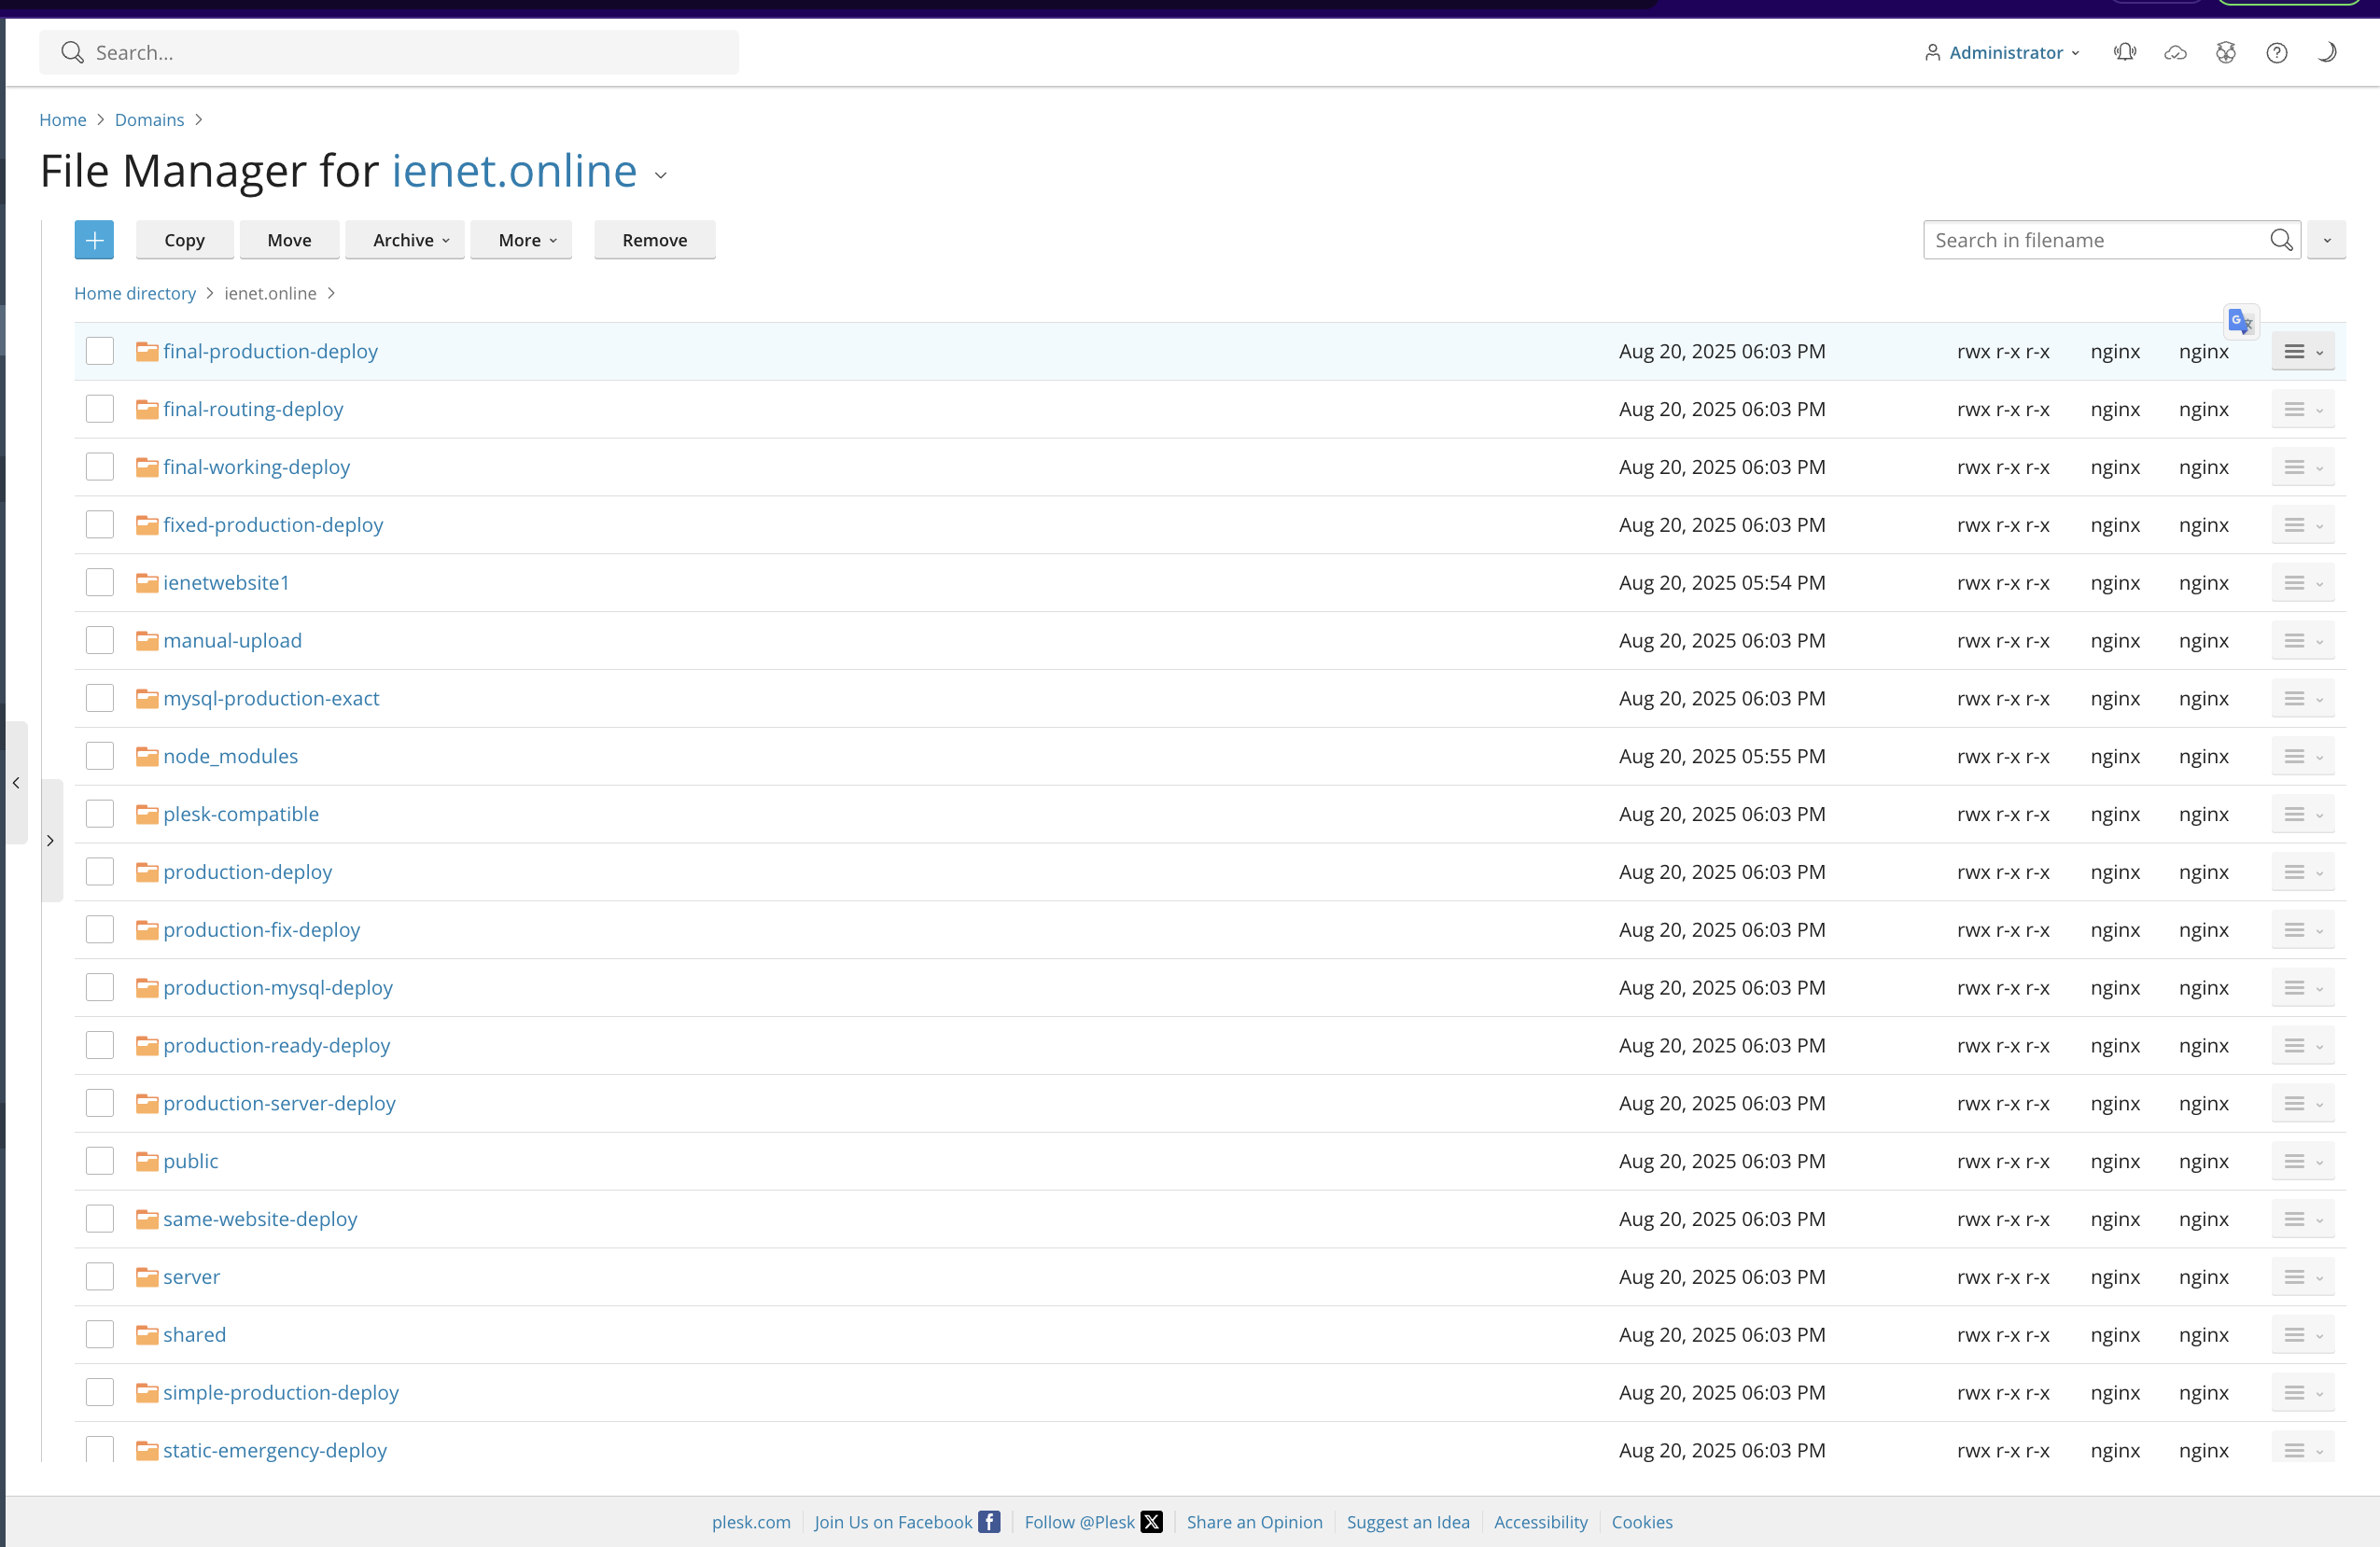 Search...
Administrator
Home > Domains >
File Manager for ienet.online
Copy Move Archive More Remove
Search in filename
Home directory > ienet.online >
final-production-deploy Aug 20, 2025 06:03 PM rwx r-x r-x nginx nginx
final-routing-deploy Aug 20, 2025 06:03 PM rwx r-x r-x nginx nginx
final-working-deploy Aug 20, 2025 06:03 PM rwx r-x r-x nginx nginx
fixed-production-deploy Aug 20, 2025 06:03 PM rwx r-x r-x nginx nginx
ienetwebsite1 Aug 20, 2025 05:54 PM rwx r-x r-x nginx nginx
manual-upload Aug 20, 2025 06:03 PM rwx r-x r-x nginx nginx
mysql-production-exact Aug 20, 2025 06:03 PM rwx r-x r-x nginx nginx
node_modules Aug 20, 2025 05:55 PM rwx r-x r-x nginx nginx
plesk-compatible Aug 20, 2025 06:03 PM rwx r-x r-x nginx nginx
production-deploy Aug 20, 2025 06:03 PM rwx r-x r-x nginx nginx
production-fix-deploy Aug 20, 2025 06:03 PM rwx r-x r-x nginx nginx
production-mysql-deploy Aug 20, 2025 06:03 PM rwx r-x r-x nginx nginx
production-ready-deploy Aug 20, 2025 06:03 PM rwx r-x r-x nginx nginx
production-server-deploy Aug 20, 2025 06:03 PM rwx r-x r-x nginx nginx
public Aug 20, 2025 06:03 PM rwx r-x r-x nginx nginx
same-website-deploy Aug 20, 2025 06:03 PM rwx r-x r-x nginx nginx
server Aug 20, 2025 06:03 PM rwx r-x r-x nginx nginx
shared Aug 20, 2025 06:03 PM rwx r-x r-x nginx nginx
simple-production-deploy Aug 20, 2025 06:03 PM rwx r-x r-x nginx nginx
static-emergency-deploy Aug 20, 2025 06:03 PM rwx r-x r-x nginx nginx
plesk.com Join Us on Facebook Follow @Plesk Share an Opinion Suggest an Idea Accessibility Cookies